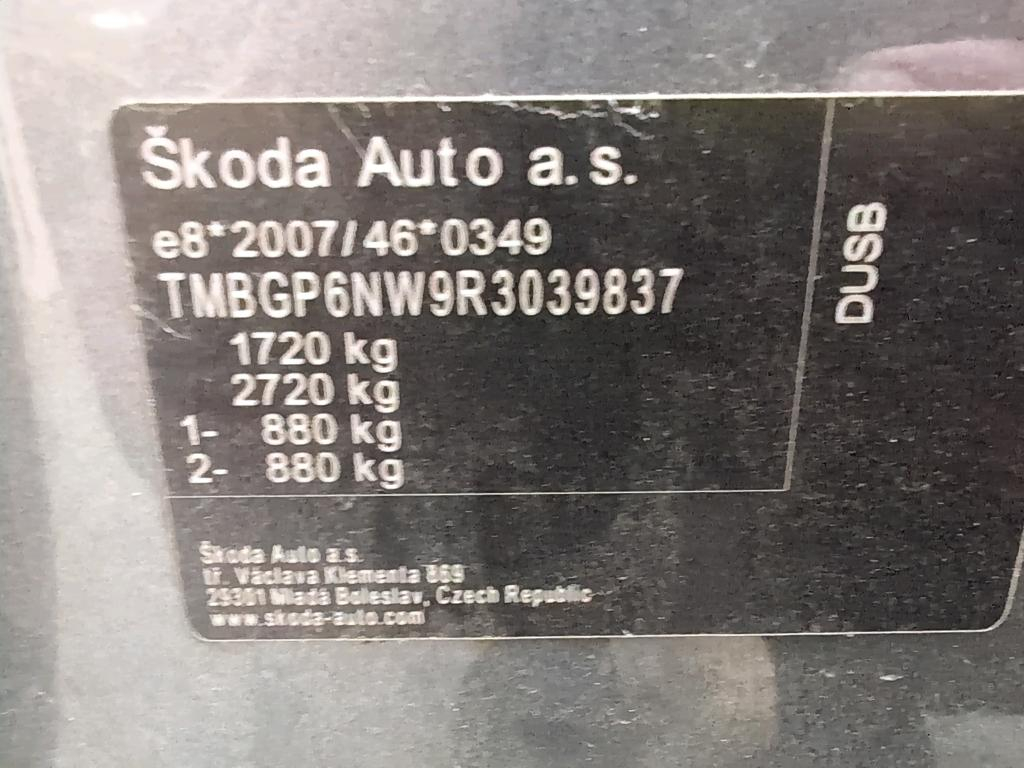 Škoda Auto a.s.
e8*2007/46*0349
TMBGP6NW9R3039837
1720 kg
2720 kg
1- 880 kg
2- 880 kg
DUSB
Škoda Auto a.s.
tř. Václava Klementa 869
29301 Mladá Boleslav, Czech Republic
www.skoda-auto.com